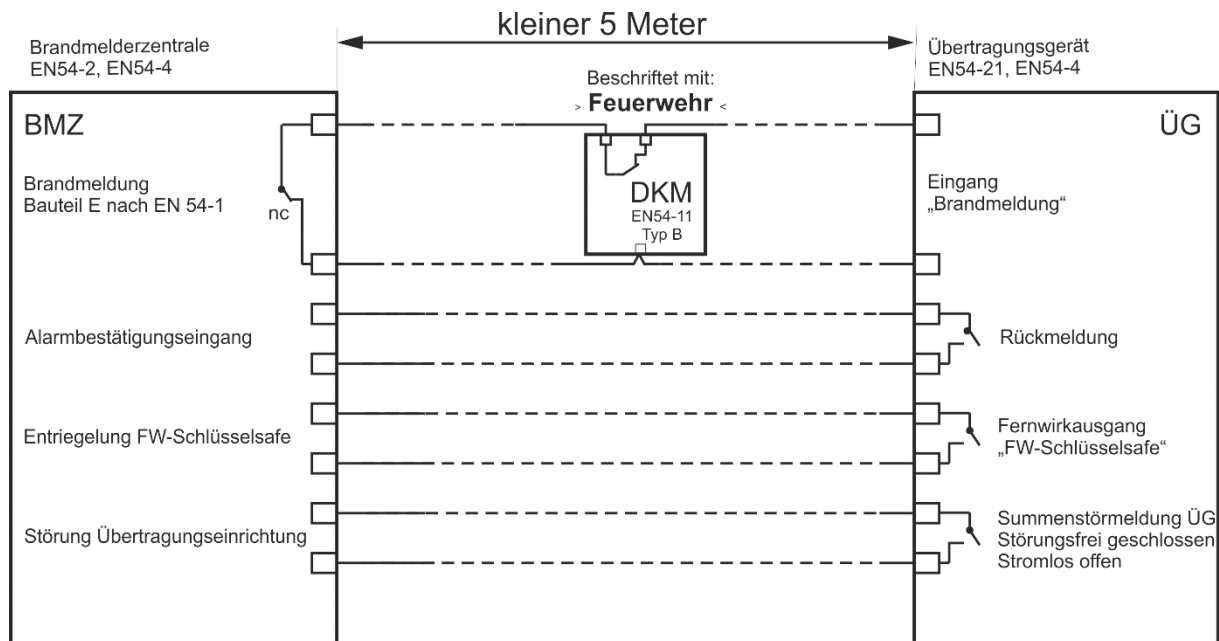 kleiner 5 Meter
Brandmelderzentrale
EN54-2, EN54-4
Übertragungsgerät
EN54-21, EN54-4
Beschriftet mit:
> Feuerwehr <
BMZ
ÜG
Brandmeldung
Bauteil E nach EN 54-1
nc
DKM
EN54-11
Typ B
Eingang
„Brandmeldung“
Alarmbestätigungseingang
Rückmeldung
Entriegelung FW-Schlüsselsafe
Fernwirkausgang
„FW-Schlüsselsafe“
Störung Übertragungseinrichtung
Summenstörmeldung ÜG
Störungsfrei geschlossen
Stromlos offen